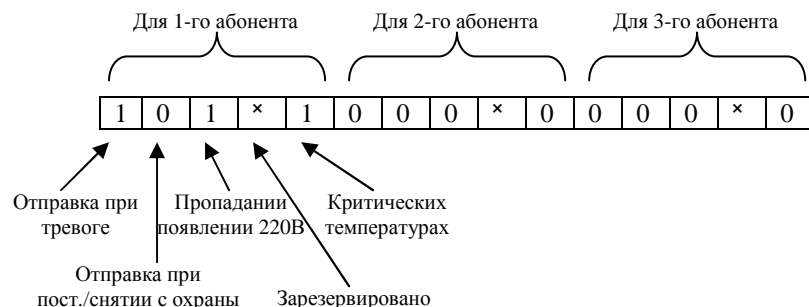 Для 1-го абонента Для 2-го абонента Для 3-го абонента
1 0 1 × 1 0 0 0 × 0 0 0 0 × 0
Отправка при
тревоге
Пропадании
появлении 220В
Критических
температурах
Отправка при
пост./снятии с охраны
Зарезервировано